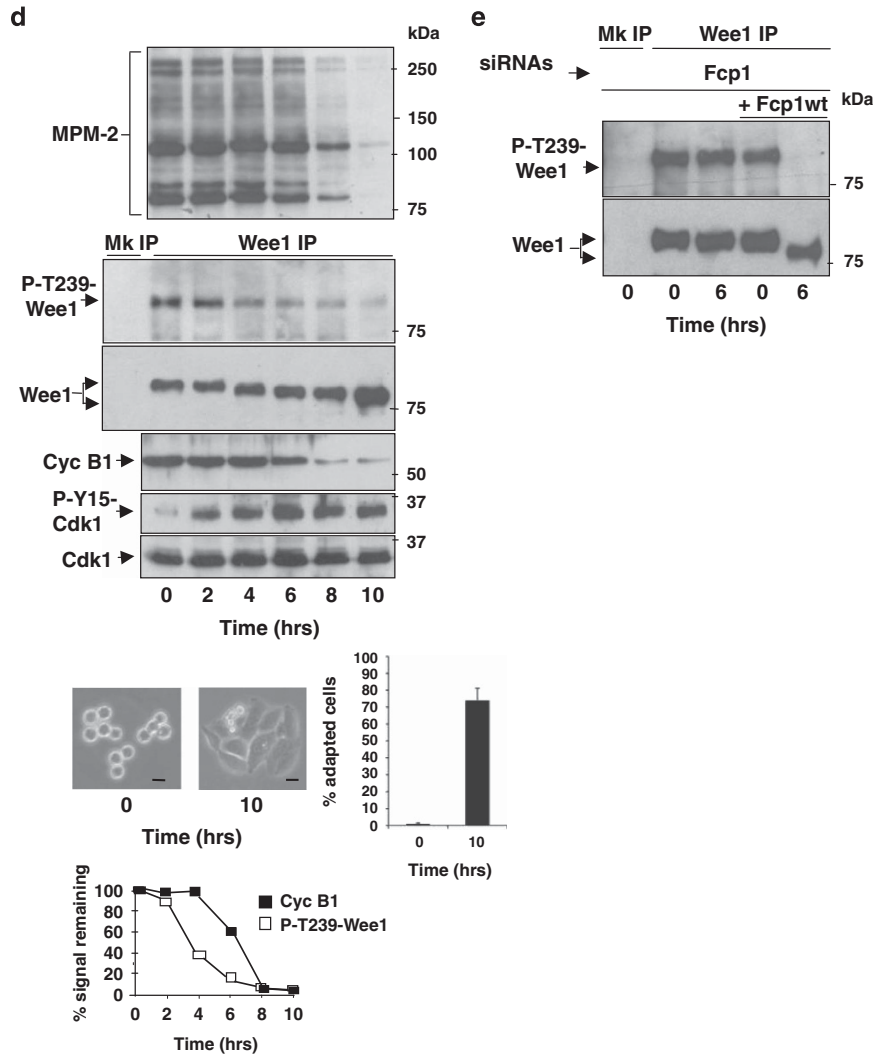 d
kDa
MPM-2
250
150
100
75
Mk IP Wee1 IP
P-T239-
Wee1
75
Wee1
75
Cyc B1
50
P-Y15-
Cdk1
37
Cdk1
37
0 2 4 6 8 10
Time (hrs)
0 10
Time (hrs)
% adapted cells
100
90
80
70
60
50
40
30
20
10
0
0 10
Time (hrs)
% signal remaining
100
80
60
40
20
0
0 2 4 6 8 10
Time (hrs)
Cyc B1
P-T239-Wee1
e
Mk IP Wee1 IP
siRNAs
Fcp1
+ Fcp1wt
kDa
P-T239-
Wee1
75
Wee1
75
0 0 6 0 6
Time (hrs)